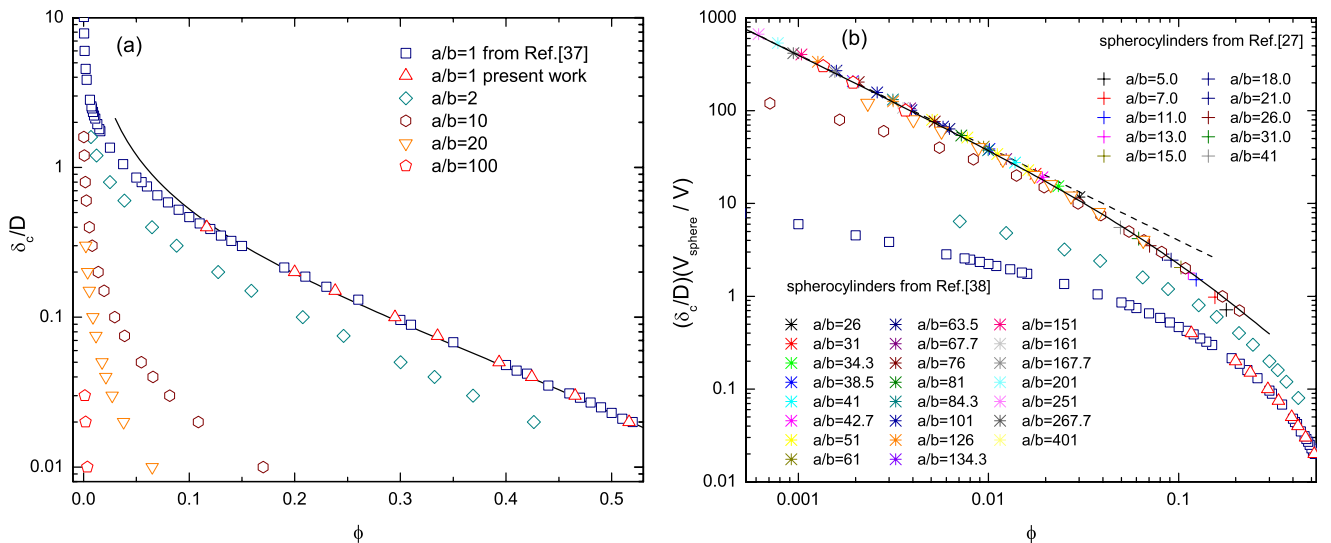 (a)
a/b=1 from Ref.[37]
a/b=1 present work
a/b=2
a/b=10
a/b=20
a/b=100
10
1
0.1
0.01
δc/D
0.0 0.1 0.2 0.3 0.4 0.5
ϕ
(b)
spherocylinders from Ref.[27]
a/b=5.0 a/b=18.0
a/b=7.0 a/b=21.0
a/b=11.0 a/b=26.0
a/b=13.0 a/b=31.0
a/b=15.0 a/b=41
spherocylinders from Ref.[38]
a/b=26 a/b=63.5 a/b=151
a/b=31 a/b=67.7 a/b=161
a/b=34.3 a/b=76 a/b=167.7
a/b=38.5 a/b=81 a/b=201
a/b=41 a/b=84.3 a/b=251
a/b=42.7 a/b=101 a/b=267.7
a/b=51 a/b=126 a/b=401
a/b=61 a/b=134.3
1000
100
10
1
0.1
0.01
(δc/D)(Vsphere / V)
0.001 0.01 0.1
ϕ